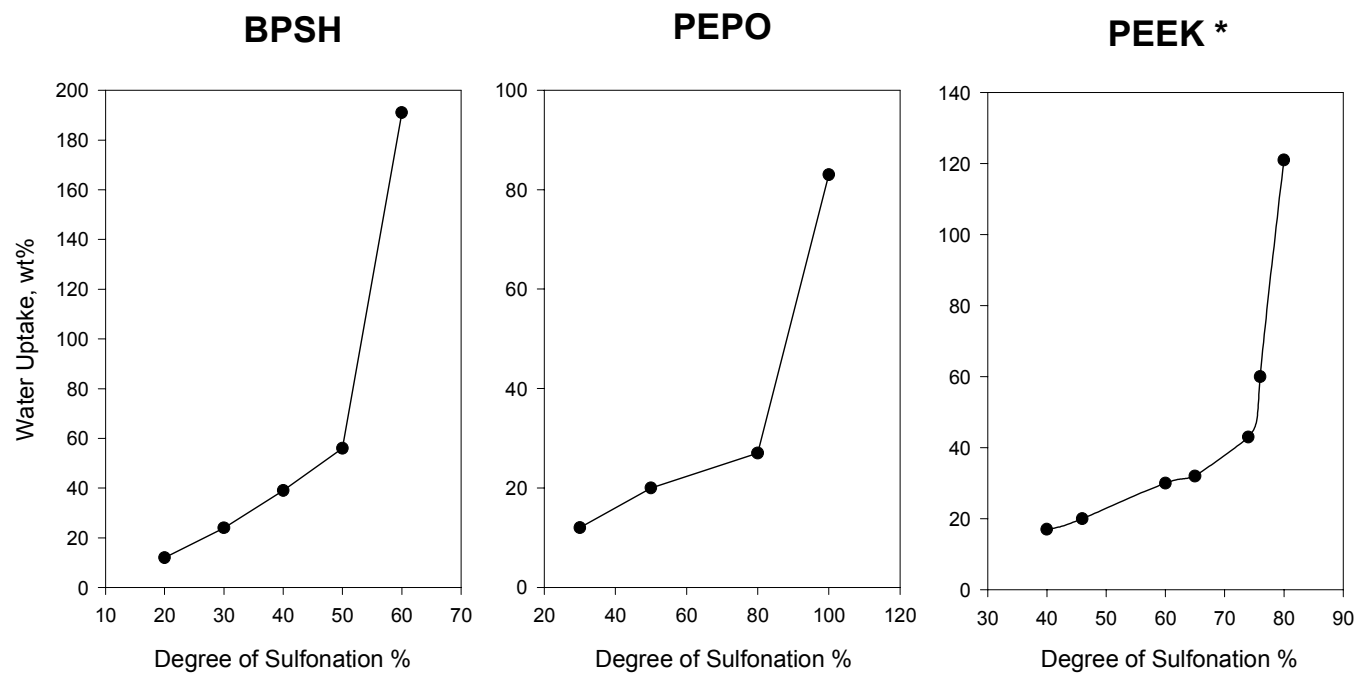 BPSH
PEPO
PEEK *
200
180
160
140
120
100
80
60
40
20
0
100
80
60
40
20
0
140
120
100
80
60
40
20
0
10 20 30 40 50 60 70
20 40 60 80 100 120
30 40 50 60 70 80 90
Water Uptake, wt%
Degree of Sulfonation %
Degree of Sulfonation %
Degree of Sulfonation %